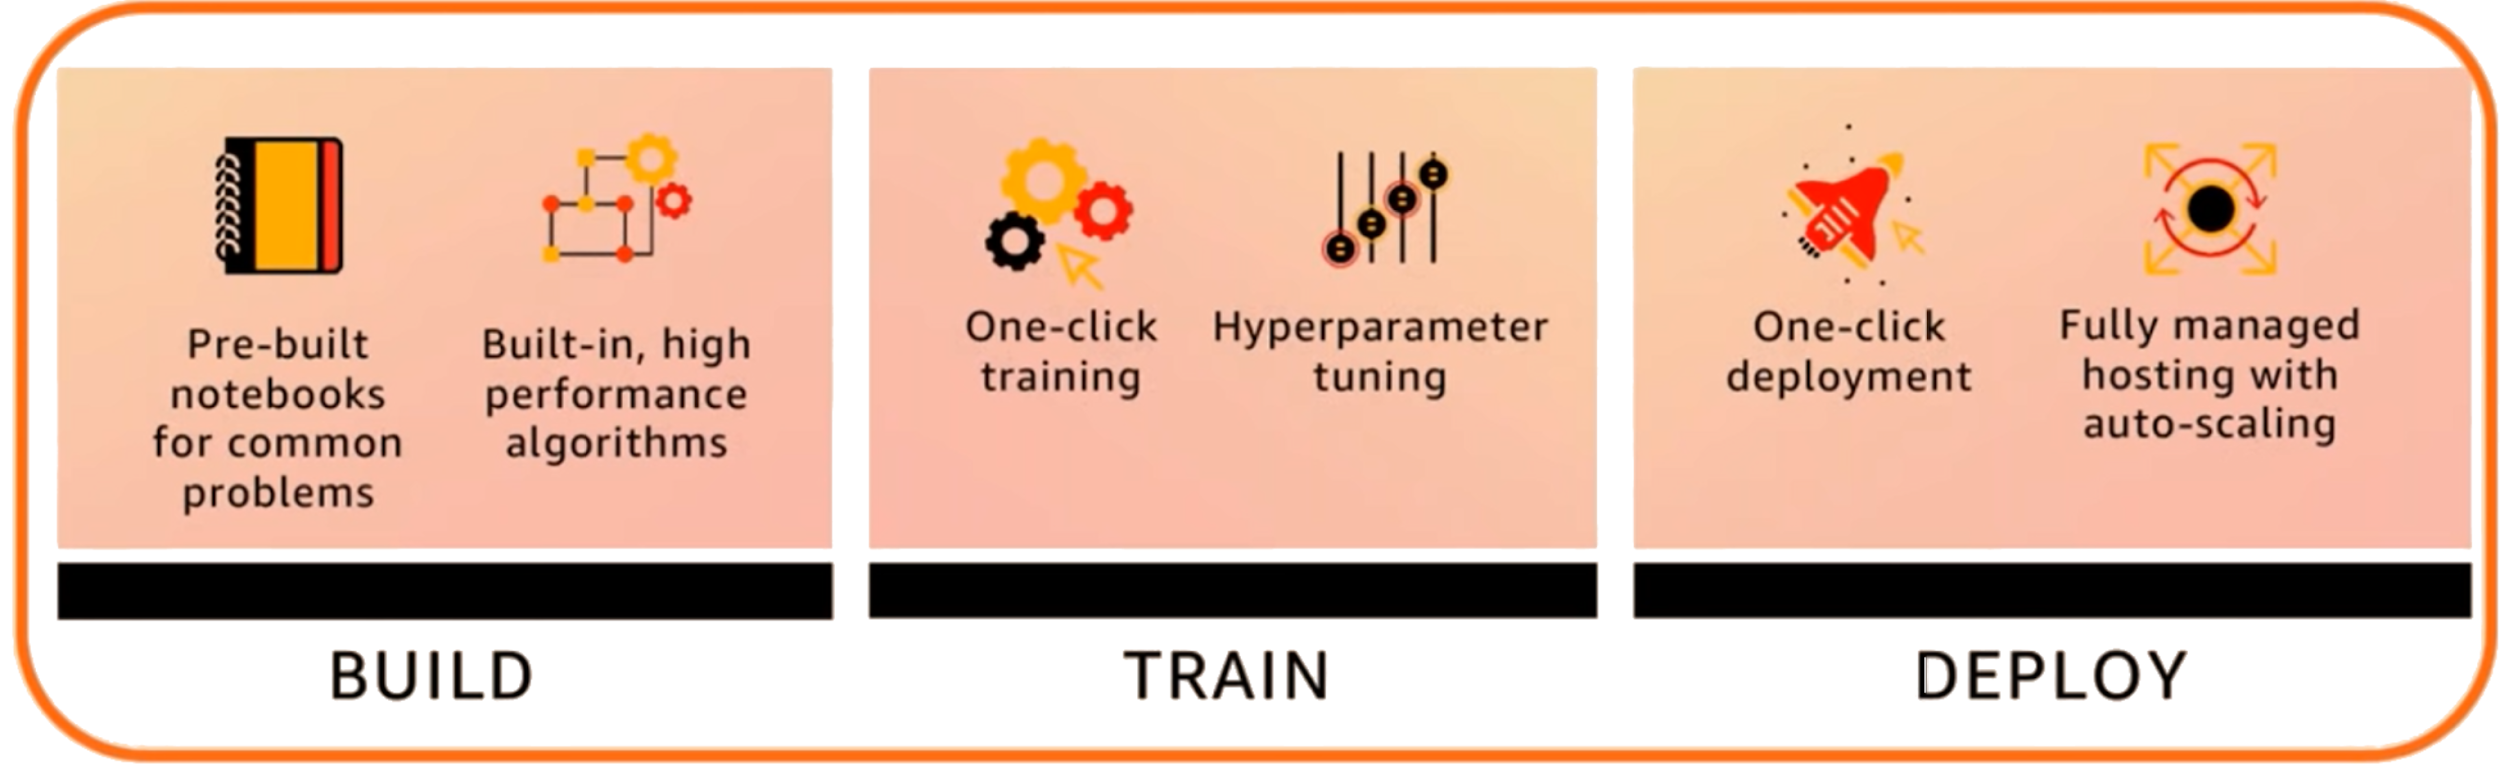 Pre-built
notebooks
for common
problems
Built-in, high
performance
algorithms
BUILD
One-click
training
Hyperparameter
tuning
TRAIN
One-click
deployment
Fully managed
hosting with
auto-scaling
DEPLOY